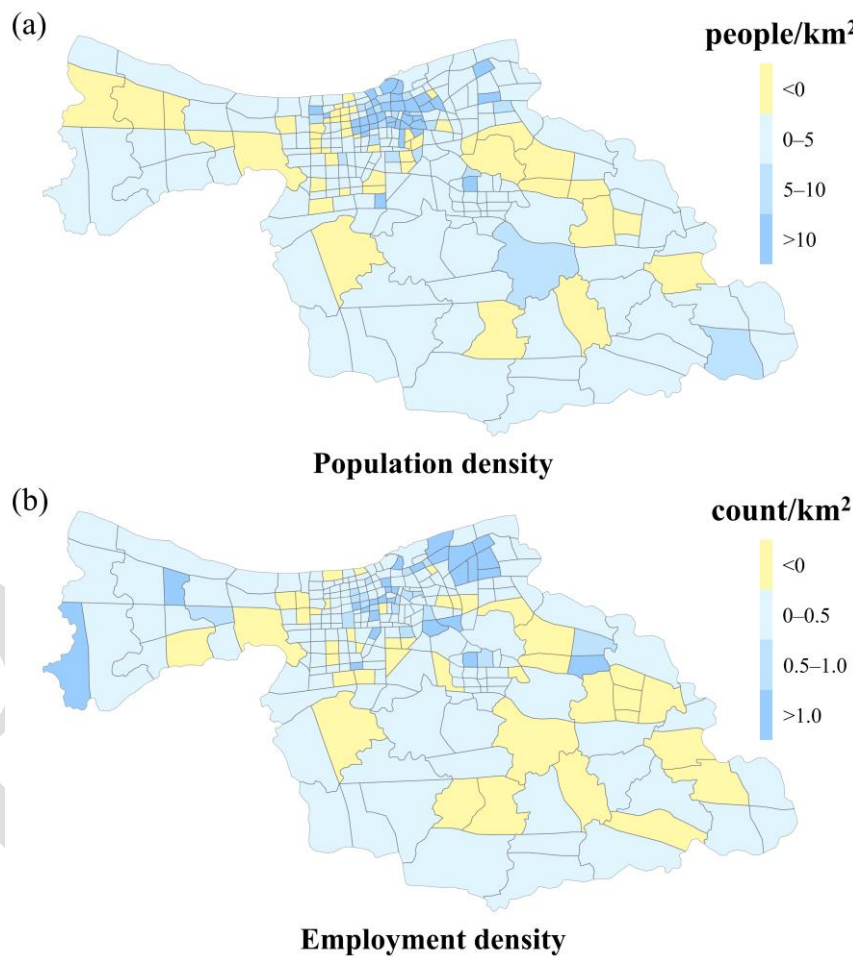 (a)
people/km²
<0
0–5
5–10
>10
Population density
(b)
count/km²
<0
0–0.5
0.5–1.0
>1.0
Employment density